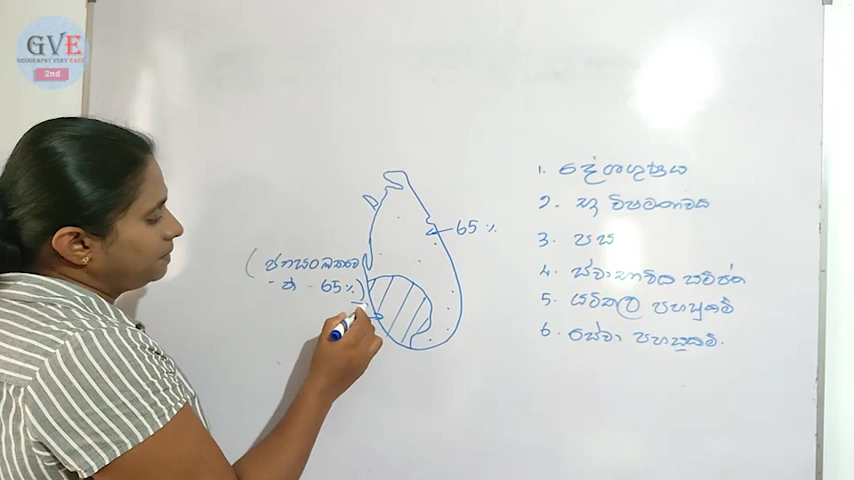 GVE
GEOGRAPHY VERY EASY
2nd
65%
(ජනසංඛ්‍යාව
- න් - 65%)
1. දේශගුණය
2. භූ විෂමතාවය
3. පස
4. ස්වාභාවික සම්පත්
5. යටිතල පහසුකම්
6. සේවා පහසුකම්.